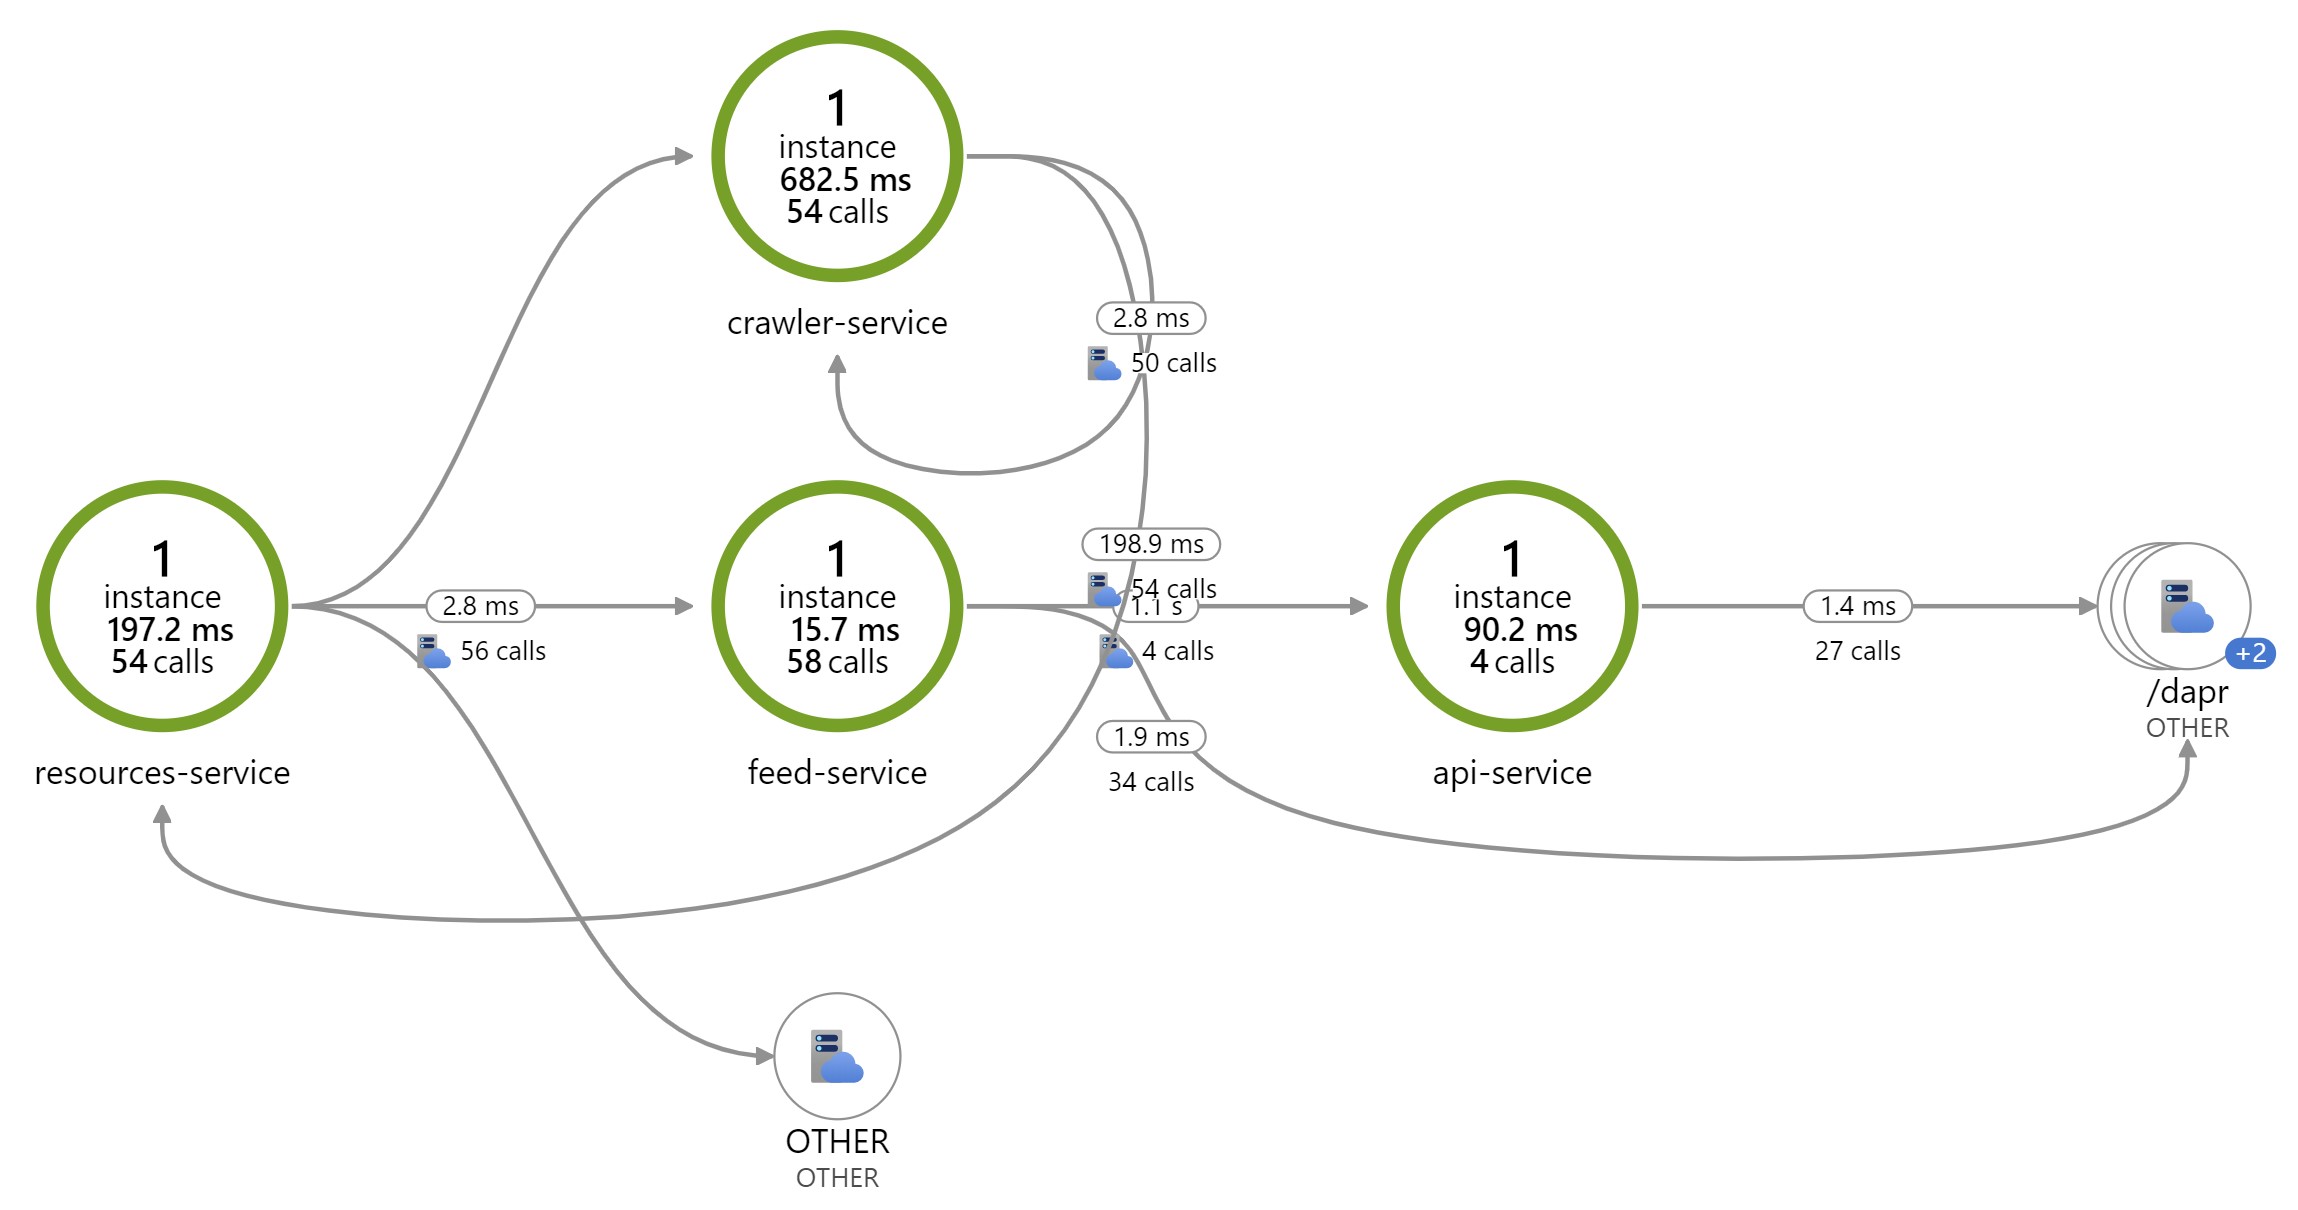 1
instance
682.5 ms
54 calls
crawler-service
2.8 ms
50 calls
1
instance
197.2 ms
54 calls
resources-service
2.8 ms
56 calls
1
instance
15.7 ms
58 calls
feed-service
198.9 ms
54 calls
1.1 s
4 calls
1.9 ms
34 calls
1
instance
90.2 ms
4 calls
api-service
1.4 ms
27 calls
+2
/dapr
OTHER
OTHER
OTHER